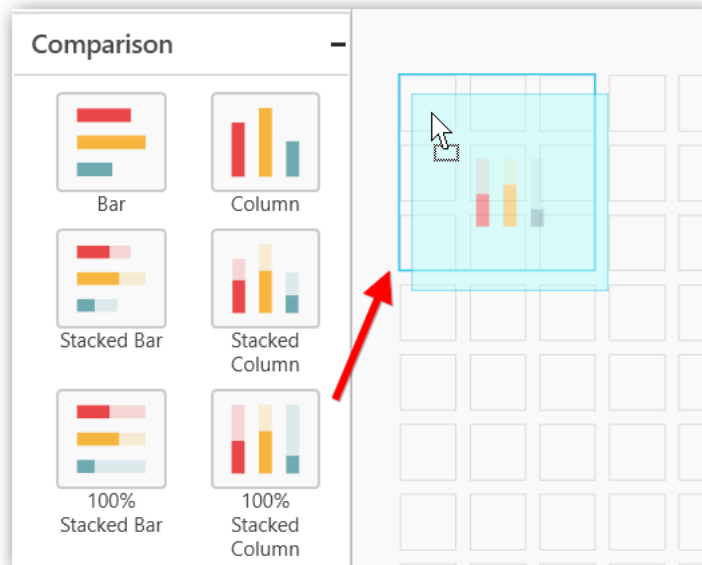 Comparison
Bar
Column
Stacked Bar
Stacked
Column
100%
Stacked Bar
100%
Stacked
Column